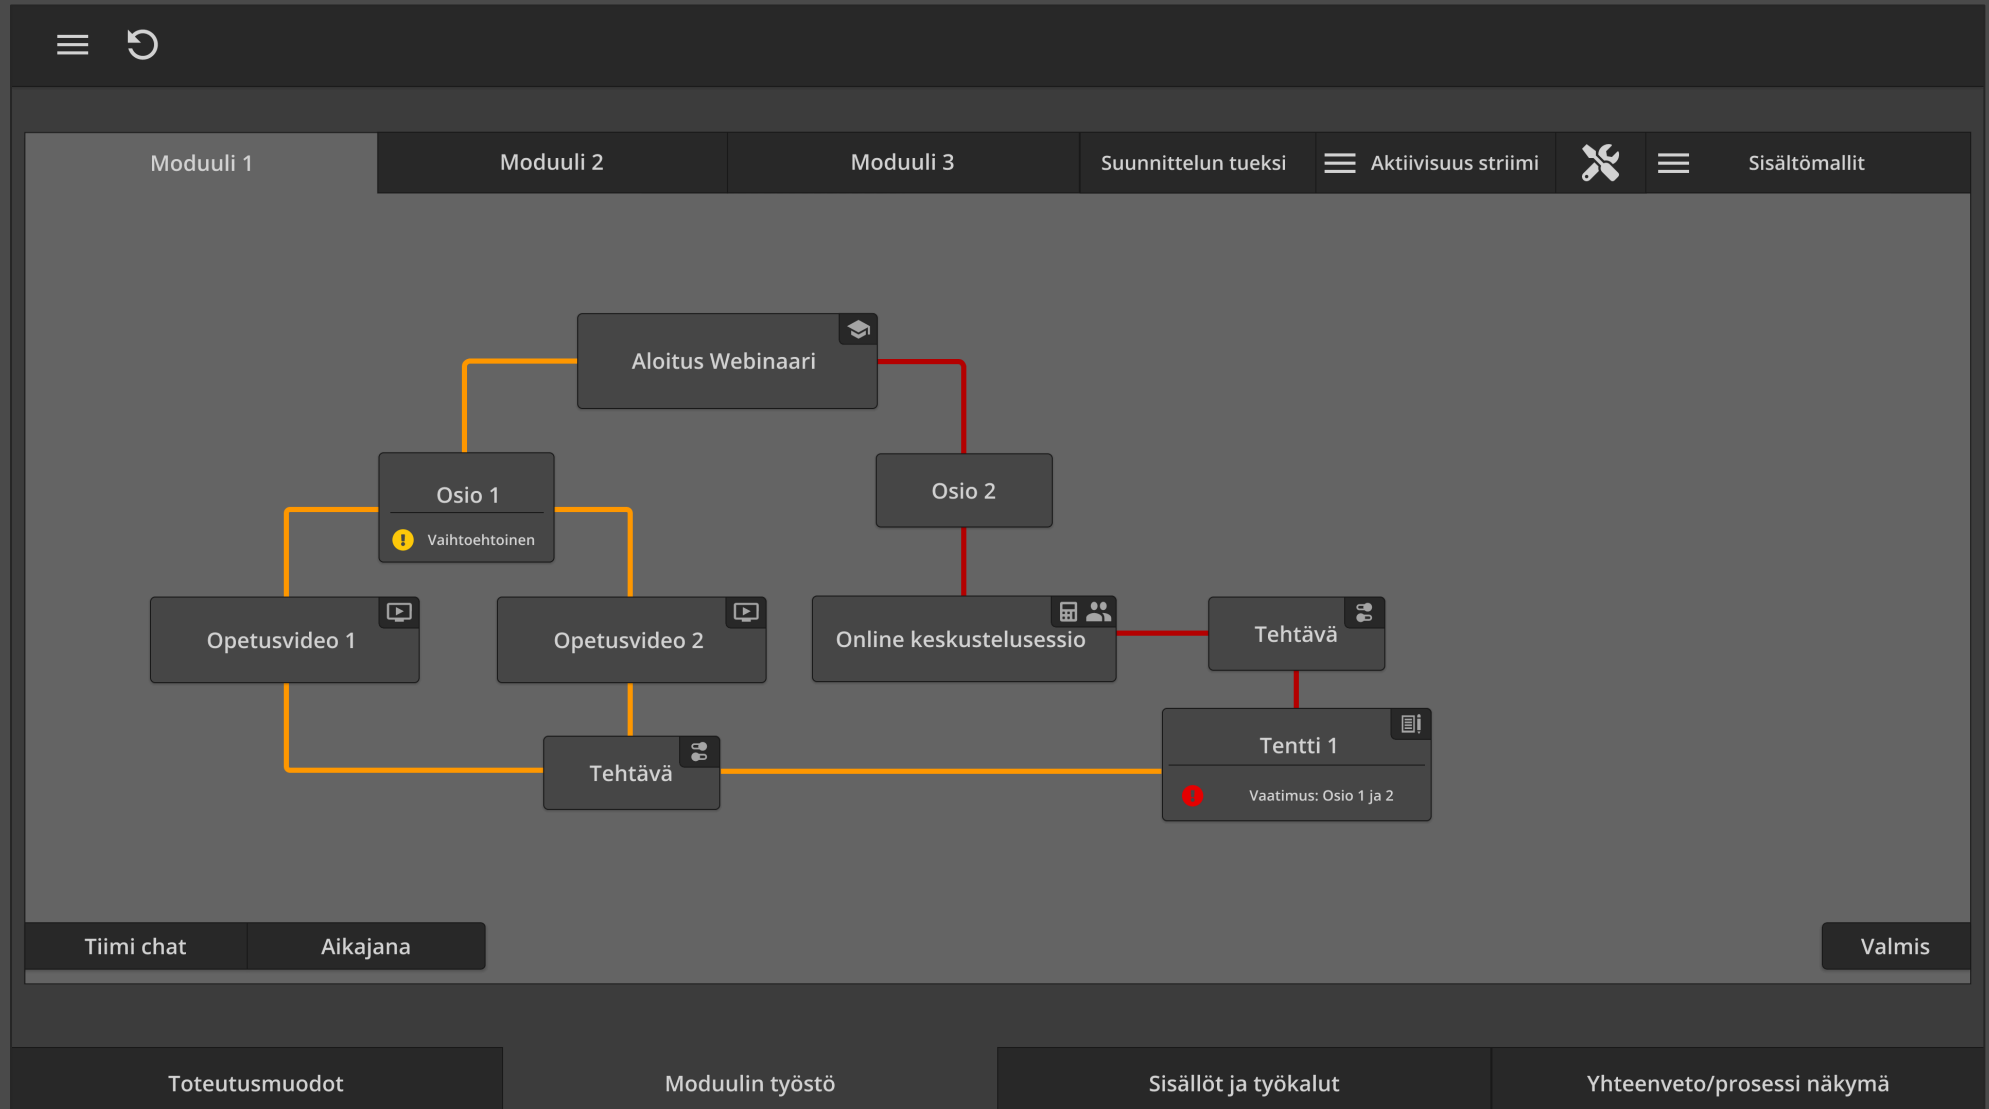 Moduuli 1
Moduuli 2
Moduuli 3
Suunnittelun tueksi
Aktiivisuus striimi
Sisältömallit
Aloitus Webinaari
Osio 1
Vaihtoehtoinen
Osio 2
Opetusvideo 1
Opetusvideo 2
Online keskustelusessio
Tehtävä
Tehtävä
Tentti 1
Vaatimus: Osio 1 ja 2
Tiimi chat
Aikajana
Valmis
Toteutusmuodot
Moduulin työstö
Sisällöt ja työkalut
Yhteenveto/prosessi näkymä